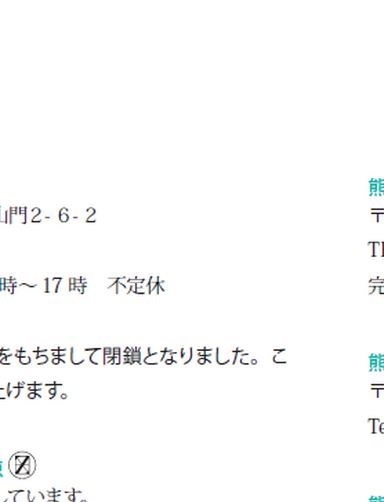 山門2-6-2
時～17時　不定休
をもちまして閉鎖となりました。こ
上げます。
しています。
熊
〒
完
熊
〒
Te